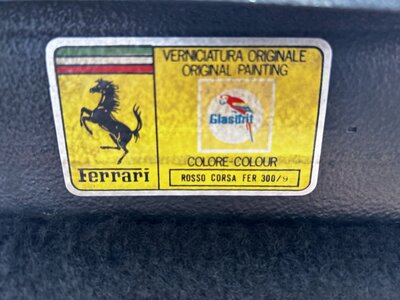 VERNICIATURA ORIGINALE
ORIGINAL PAINTING
Glasurit
COLORE-COLOUR
ROSSO CORSA FER 300/9
Ferrari